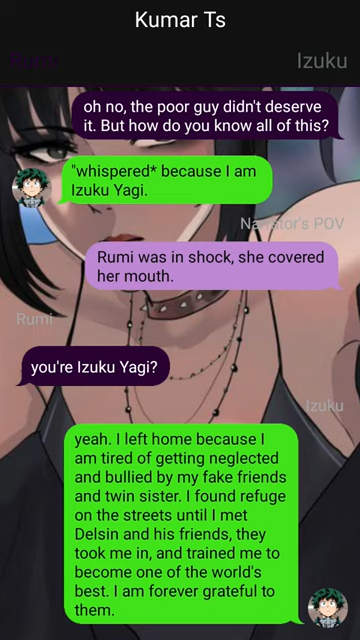 Kumar Ts
Izuku
oh no, the poor guy didn't deserve
it. But how do you know all of this?
"whispered* because I am
Izuku Yagi.
Narrator's POV
Rumi was in shock, she covered
her mouth.
Rumi
you're Izuku Yagi?
Izuku
yeah. I left home because I
am tired of getting neglected
and bullied by my fake friends
and twin sister. I found refuge
on the streets until I met
Delsin and his friends, they
took me in, and trained me to
become one of the world's
best. I am forever grateful to
them.